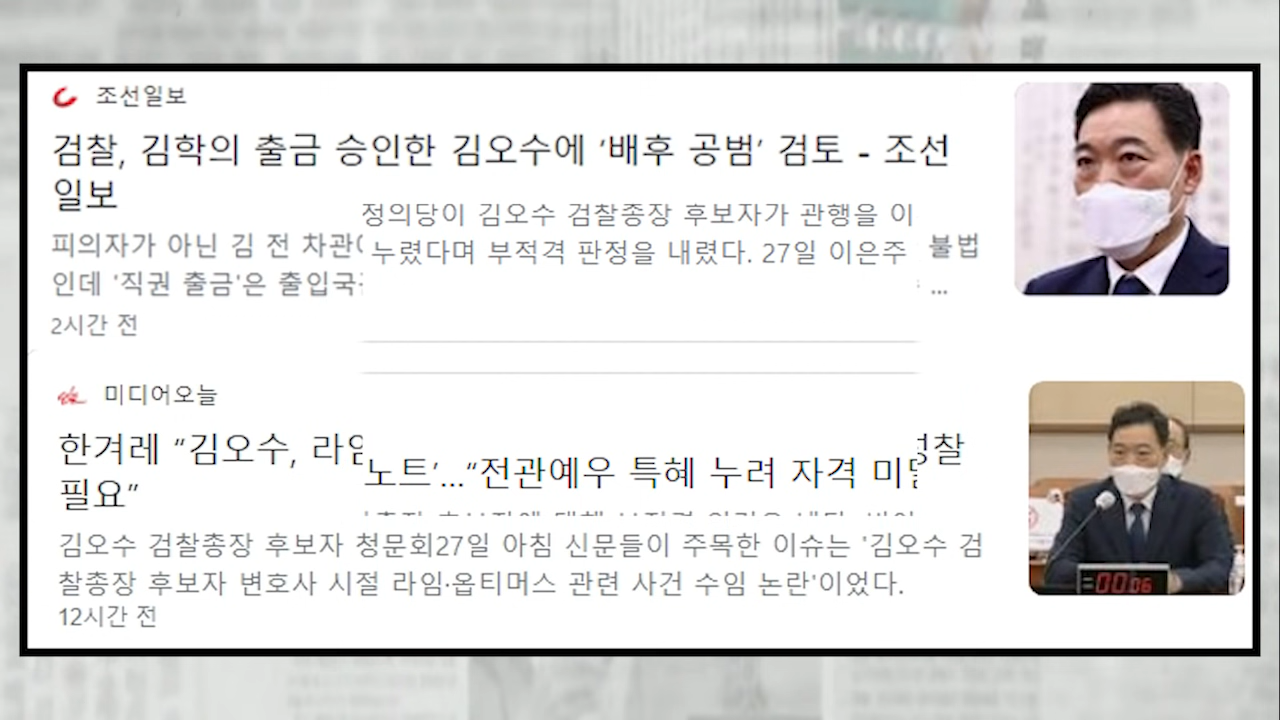 조선일보
검찰, 김학의 출금 승인한 김오수에 '배후 공범' 검토 - 조선
일보
정의당이 김오수 검찰총장 후보자가 관행을 이
피의자가 아닌 김 전 불법
누렸다며 부적격 판정을 내렸다. 27일 이은주
인데 '직권 출금'은 ...
2시간 전
미디어오늘
한겨레 "김오수,
노트'…"전관예우 특혜 누려 자격
필요"
김오수 검찰총장 후보자 청문회27일 아침 신문들이 주목한 이슈는 '김오수 검
찰총장 후보자 변호사 시절 라임·옵티머스 관련 사건 수임 논란'이었다.
12시간 전
00:06